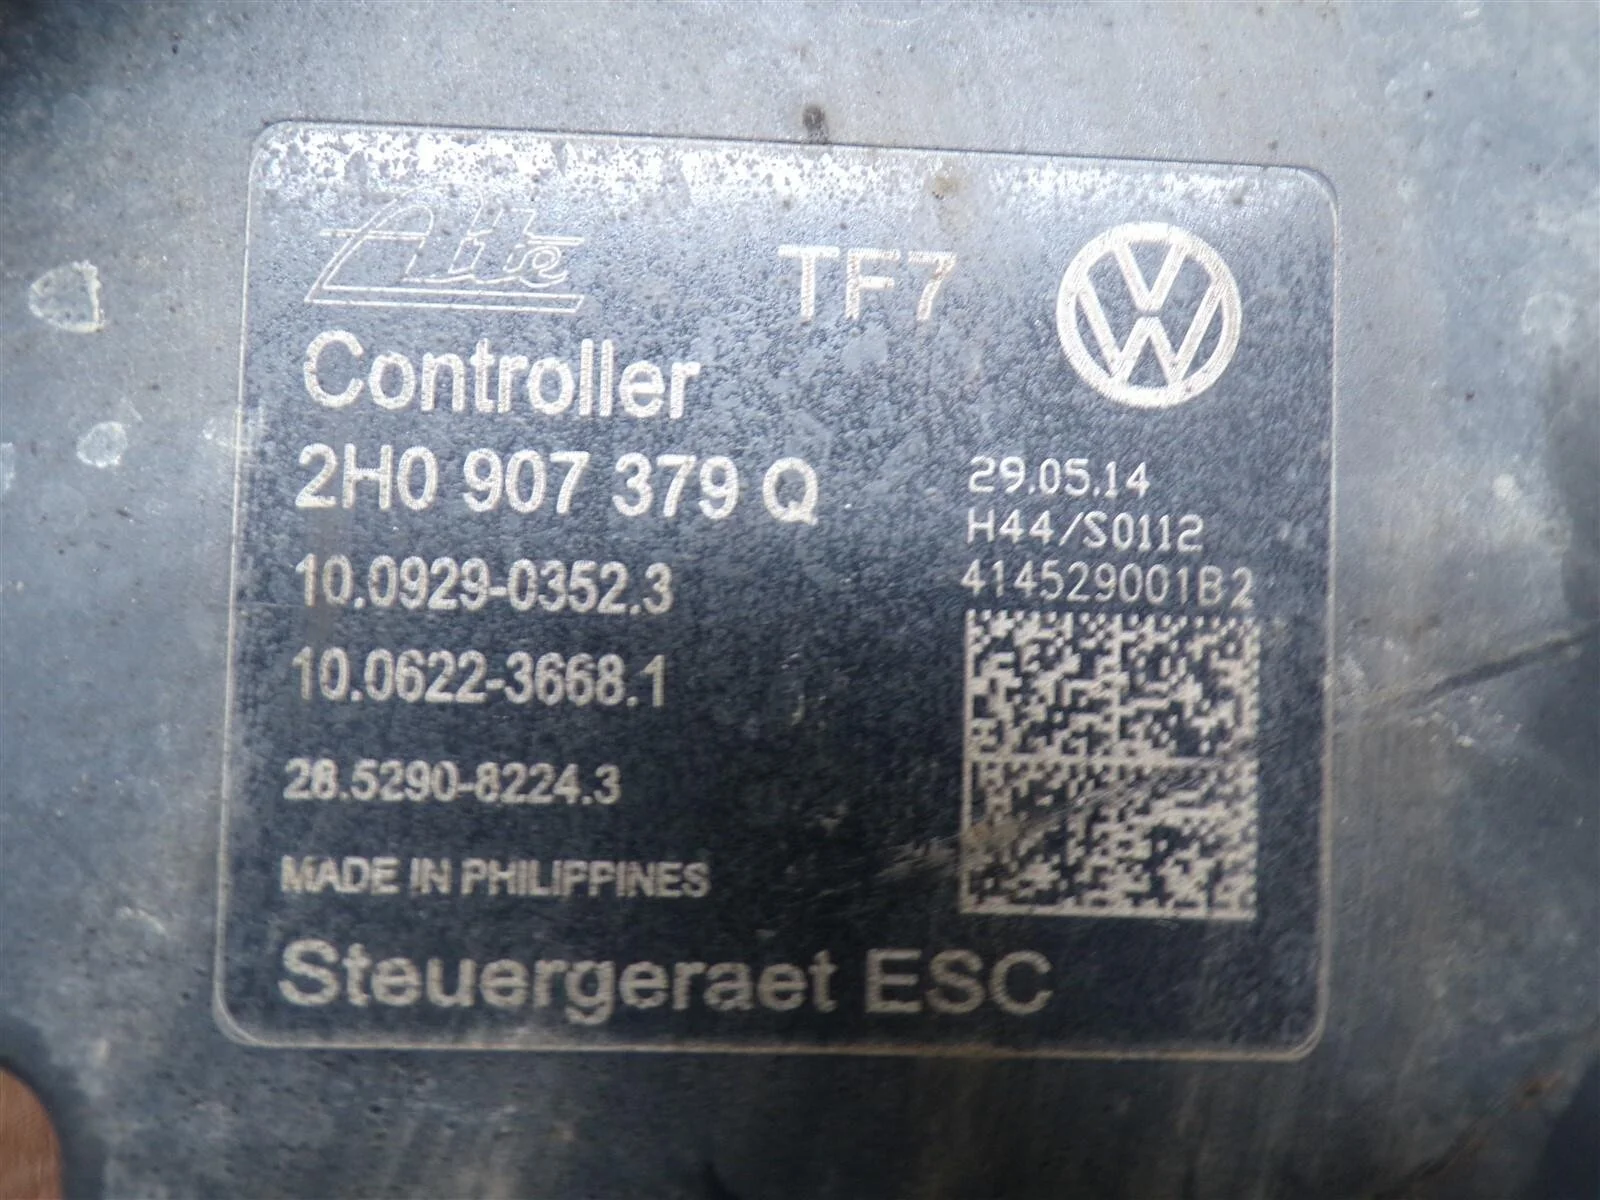 Ate
TF7
Controller
2H0 907 379 Q
10.0929-0352.3
10.0622-3668.1
28.5290-8224.3
MADE IN PHILIPPINES
Steuergeraet ESC
29.05.14
H44/S0112
414529001B2